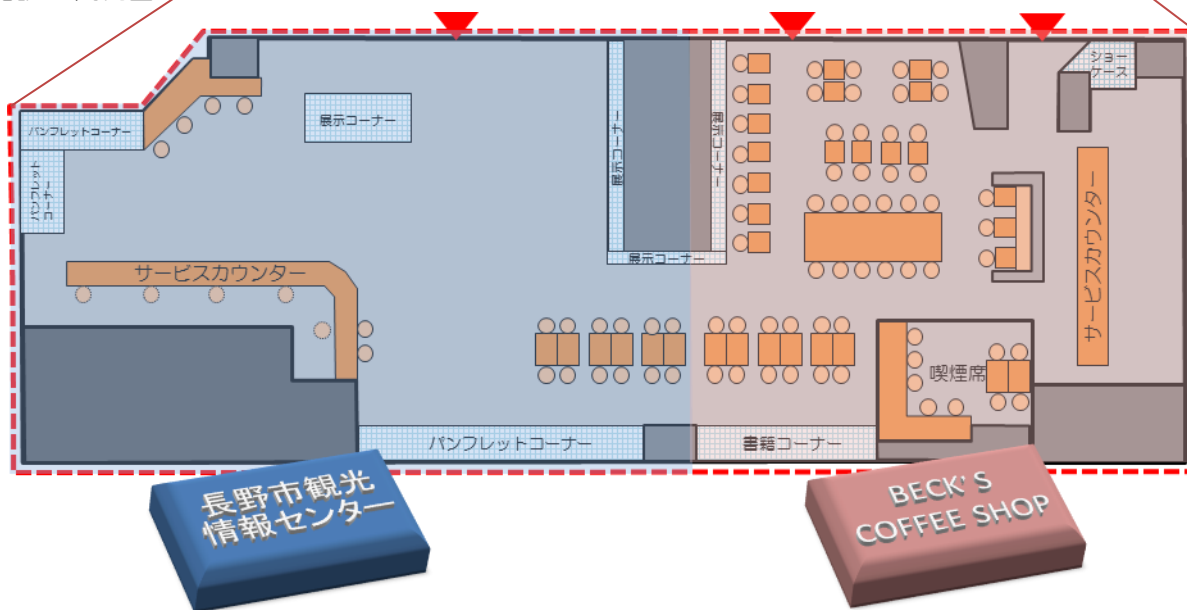 ショー
ケース
パンフレットコーナー
展示コーナー
パンフレット
コーナー
展示コーナー
展示コーナー
展示コーナー
サービスカウンター
サービスカウンター
喫煙席
パンフレットコーナー
書籍コーナー
長野市観光
情報センター
BECK'S
COFFEE SHOP